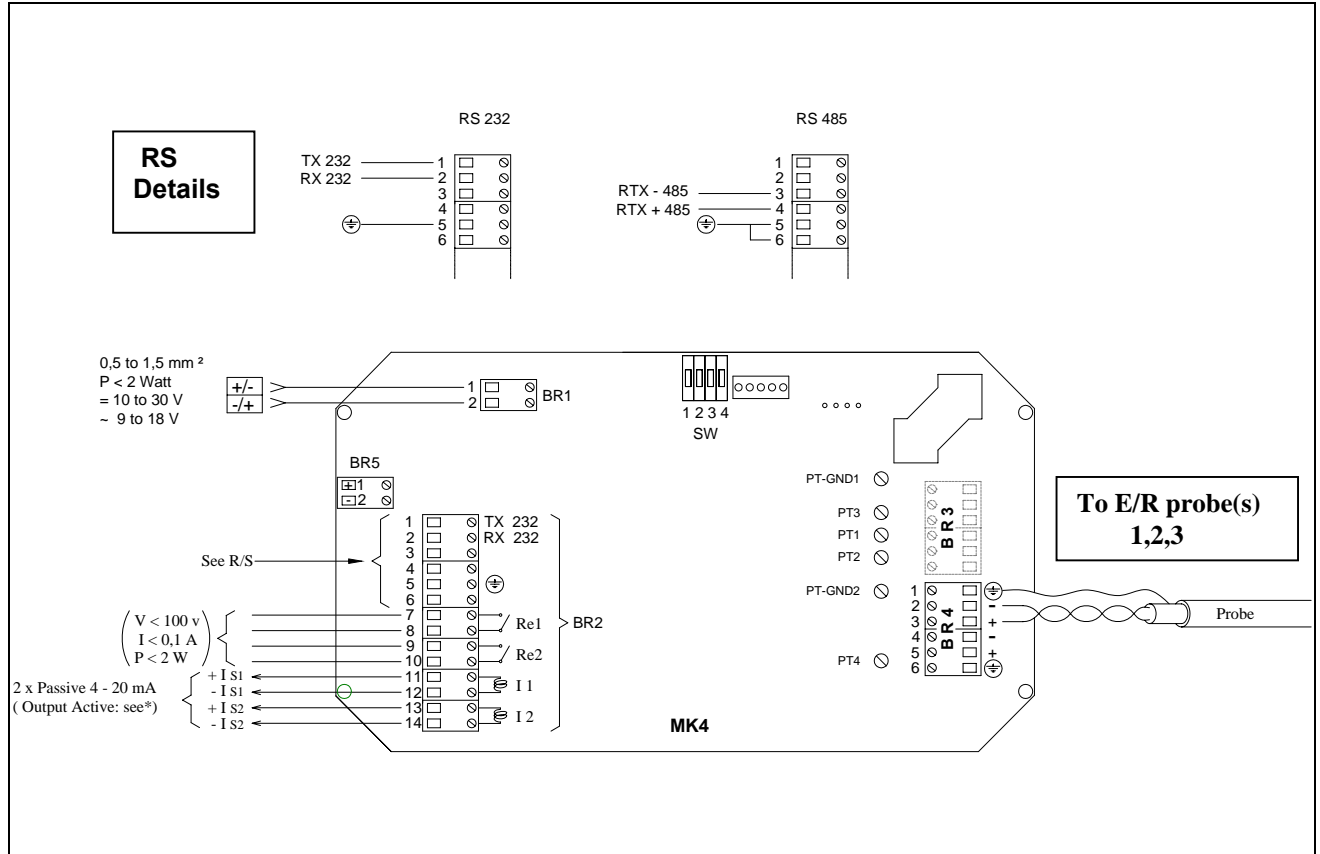 RS 232
RS 485
RS
Details
TX 232
RX 232
1
2
3
4
5
6
RTX - 485
RTX + 485
1
2
3
4
5
6
0,5 to 1,5 mm ²
P < 2 Watt
= 10 to 30 V
~ 9 to 18 V
+/-
-/+
1
2
BR1
1 2 3 4
SW
BR5
+ 1
- 2
PT-GND1
PT3
PT1
PT2
PT-GND2
PT4
BR3
To E/R probe(s)
1,2,3
See R/S
1 TX 232
2 RX 232
3
4
5
6
7
8
9
10
11
12
13
14
Re1
Re2
I 1
I 2
BR2
V < 100 v
I < 0,1 A
P < 2 W
2 x Passive 4 - 20 mA
( Output Active: see*)
+ I S1
- I S1
+ I S2
- I S2
MK4
BR4
1
2 -
3 +
4 -
5 +
6
Probe